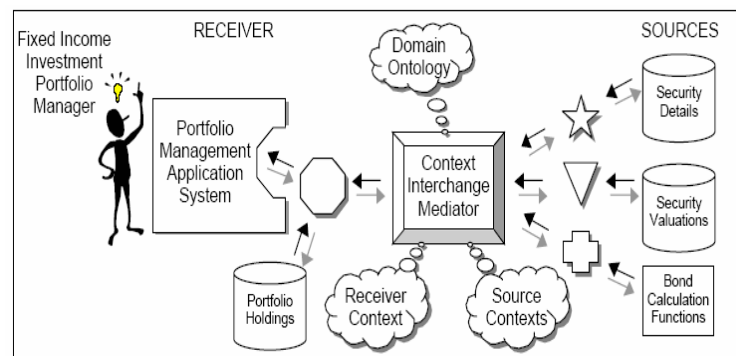 RECEIVER
SOURCES
Fixed Income
Investment
Portfolio
Manager
Portfolio
Management
Application
System
Portfolio
Holdings
Domain
Ontology
Context
Interchange
Mediator
Receiver
Context
Source
Contexts
Security
Details
Security
Valuations
Bond
Calculation
Functions